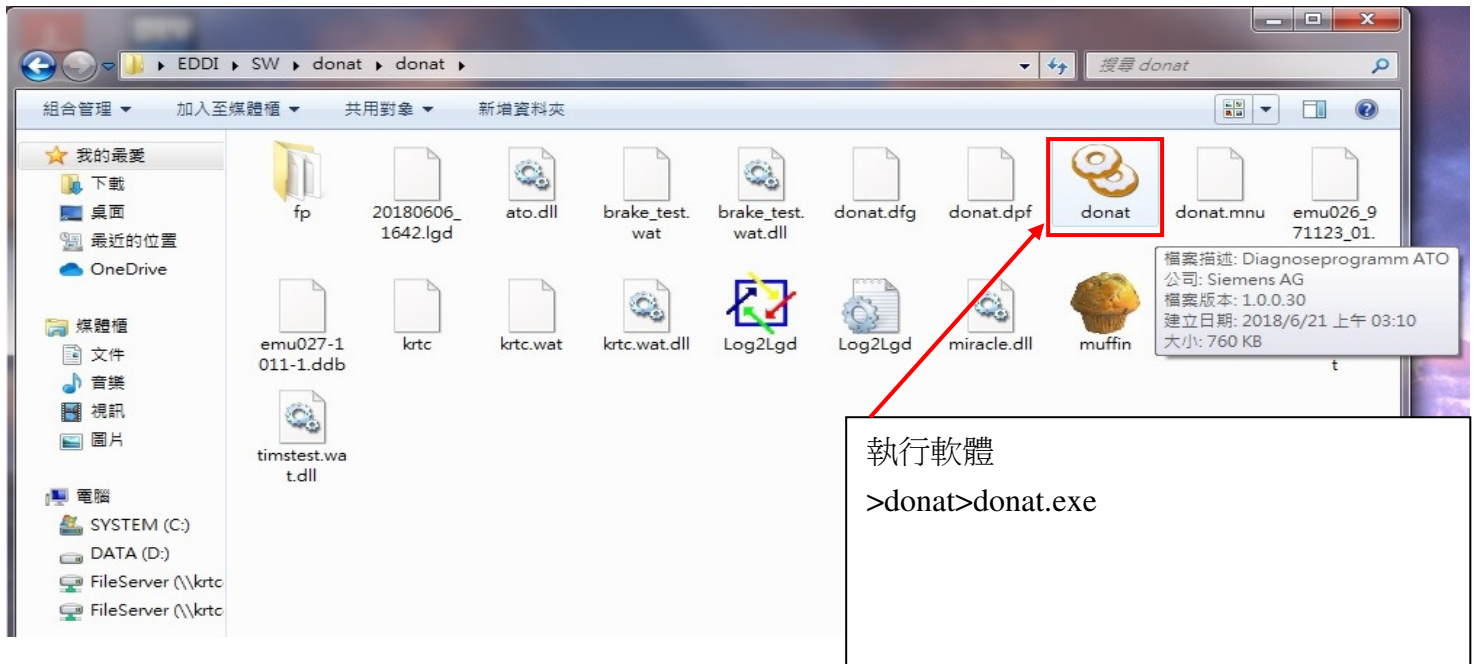 EDDI ▸ SW ▸ donat ▸ donat ▸
搜尋 donat
組合管理 加入至媒體櫃 共用對象 新增資料夾
我的最愛
下載
桌面
最近的位置
OneDrive
媒體櫃
文件
音樂
視訊
圖片
電腦
SYSTEM (C:)
DATA (D:)
FileServer (\\krtc
FileServer (\\krtc
fp
20180606_
1642.lgd
ato.dll
brake_test.
wat
brake_test.
wat.dll
donat.dfg
donat.dpf
donat
donat.mnu
emu026_9
71123_01.
emu027-1
011-1.ddb
krtc
krtc.wat
krtc.wat.dll
Log2Lgd
Log2Lgd
miracle.dll
muffin
t
timstest.wa
t.dll
檔案描述: Diagnoseprogramm ATO
公司: Siemens AG
檔案版本: 1.0.0.30
建立日期: 2018/6/21 上午 03:10
大小: 760 KB
執行軟體
>donat>donat.exe